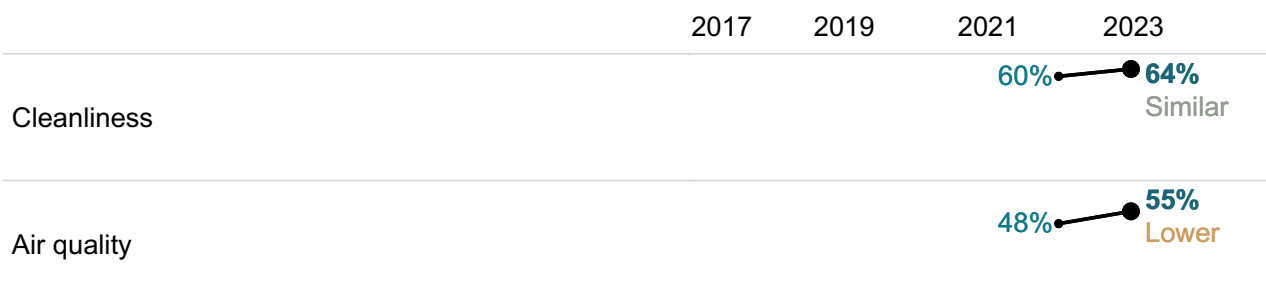 2017 2019 2021 2023
60% 64%
Cleanliness Similar
48% 55%
Air quality Lower